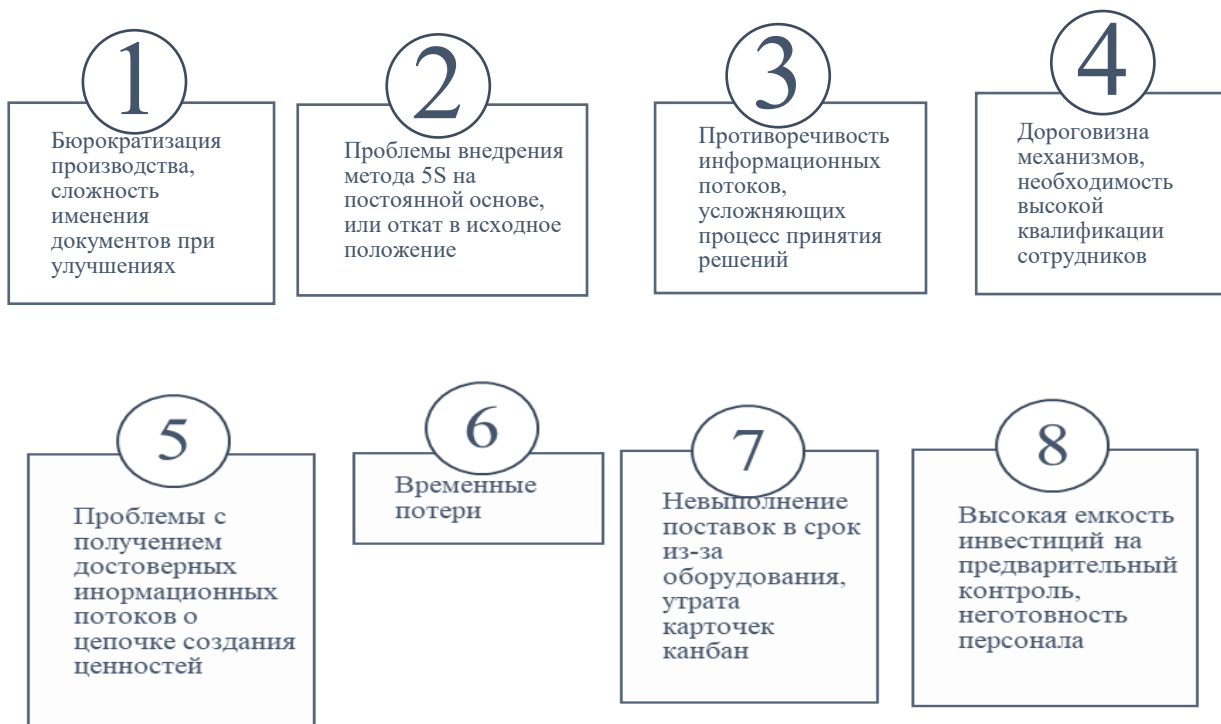 1
Бюрократизация
производства,
сложность
именения
документов при
улучшениях
2
Проблемы внедрения
метода 5S на
постоянной основе,
или откат в исходное
положение
3
Противоречивость
информационных
потоков,
усложняющих
процесс принятия
решений
4
Дороговизна
механизмов,
необходимость
высокой
квалификации
сотрудников
5
Проблемы с
получением
достоверных
инормационных
потоков о
цепочке создания
ценностей
6
Временные
потери
7
Невыполнение
поставок в срок
из-за
оборудования,
утрата
карточек
канбан
8
Высокая емкость
инвестиций на
предварительный
контроль,
неготовность
персонала